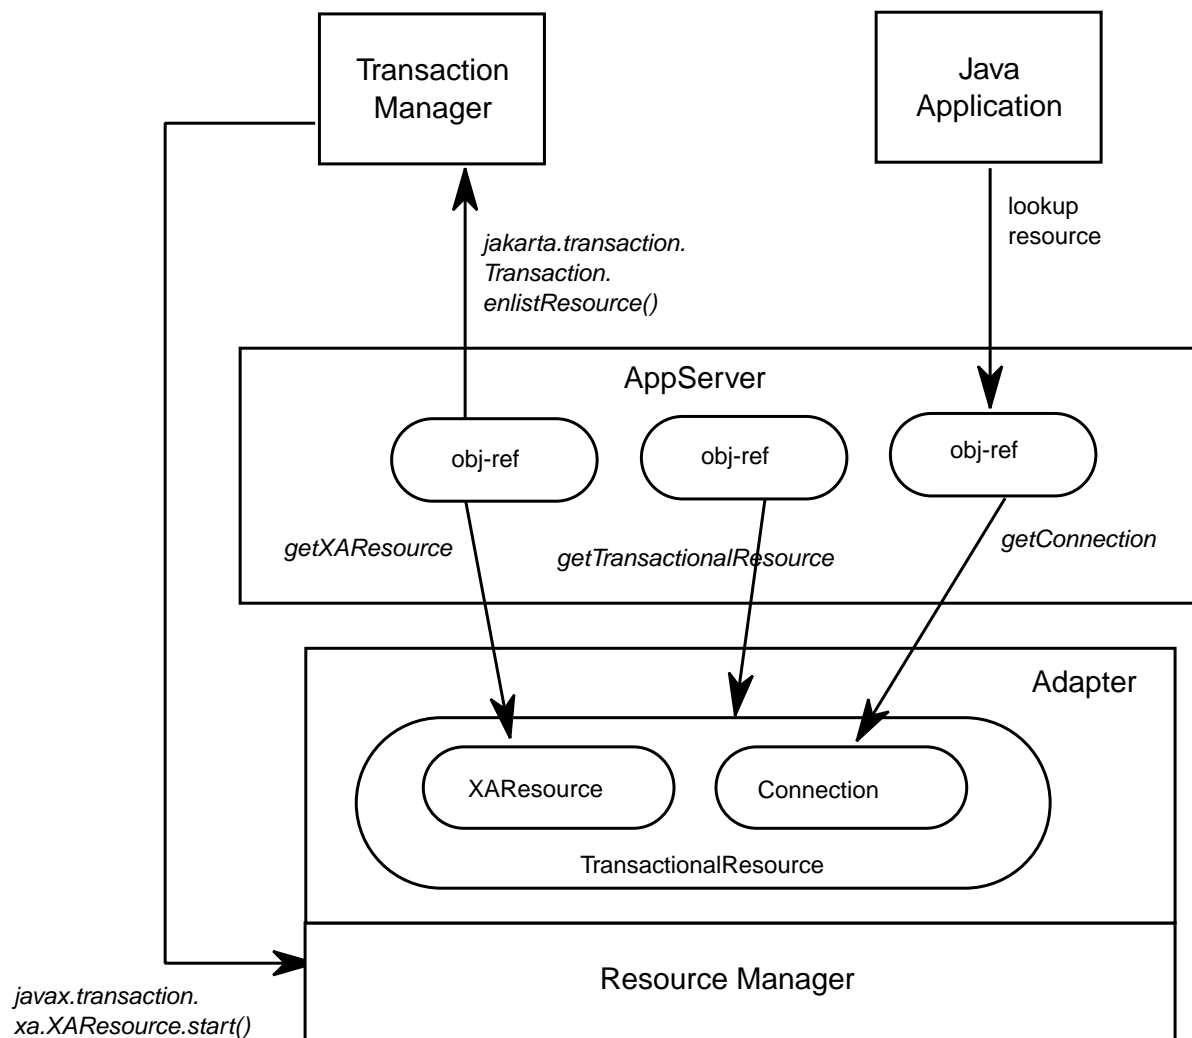 Transaction
Manager
Java
Application
lookup
resource
jakarta.transaction.
Transaction.
enlistResource()
AppServer
obj-ref
obj-ref
obj-ref
getXAResource
getTransactionalResource
getConnection
Adapter
XAResource
Connection
TransactionalResource
Resource Manager
javax.transaction.
xa.XAResource.start()